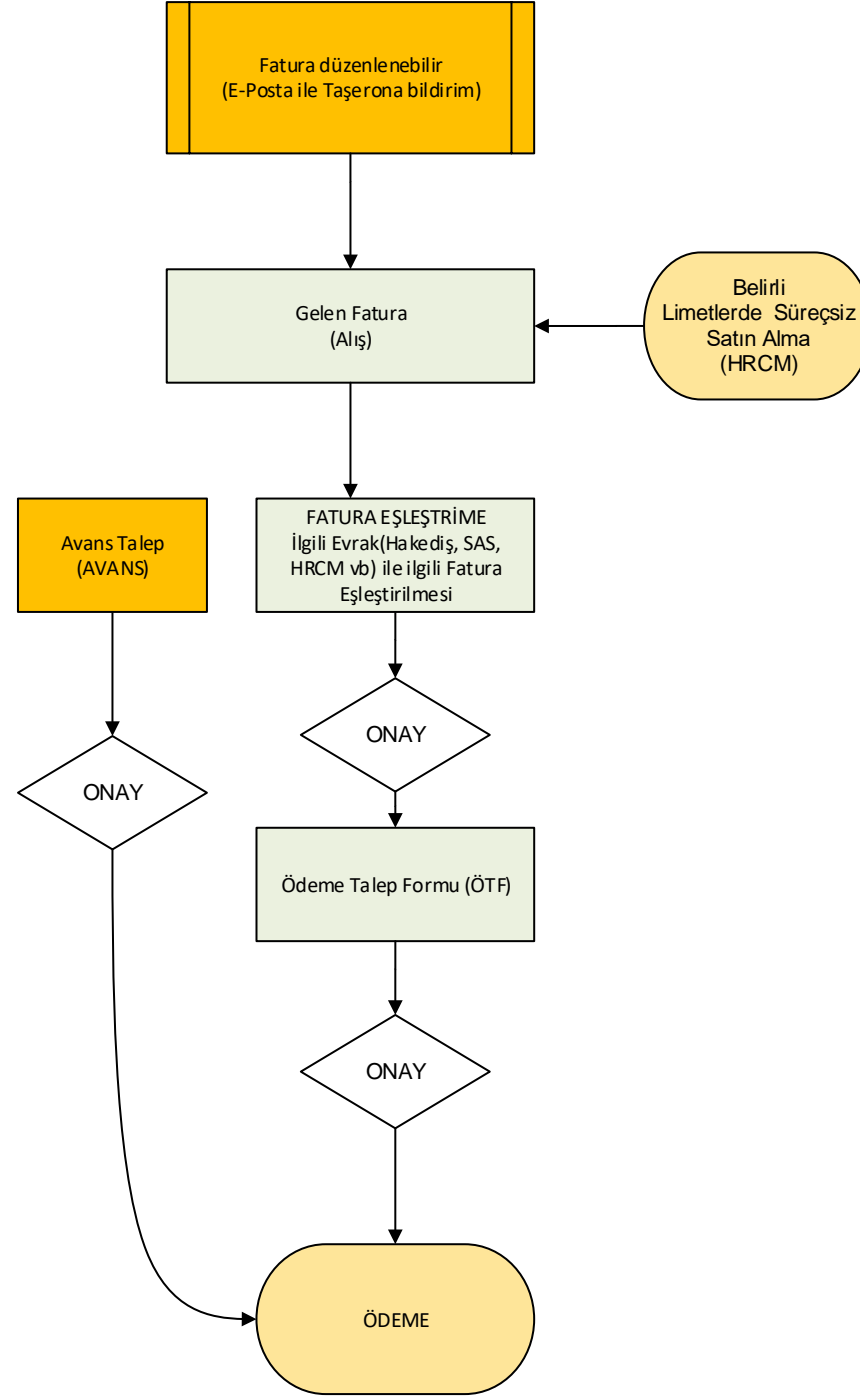 Fatura düzenlenebilir
(E-Posta ile Taşerona bildirim)
Gelen Fatura
(Alış)
Belirli
Limetlerde Süreçsiz
Satın Alma
(HRCM)
Avans Talep
(AVANS)
FATURA EŞLEŞTRİME
İlgili Evrak(Hakediş, SAS,
HRCM vb) ile ilgili Fatura
Eşleştirilmesi
ONAY
ONAY
Ödeme Talep Formu (ÖTF)
ONAY
ÖDEME